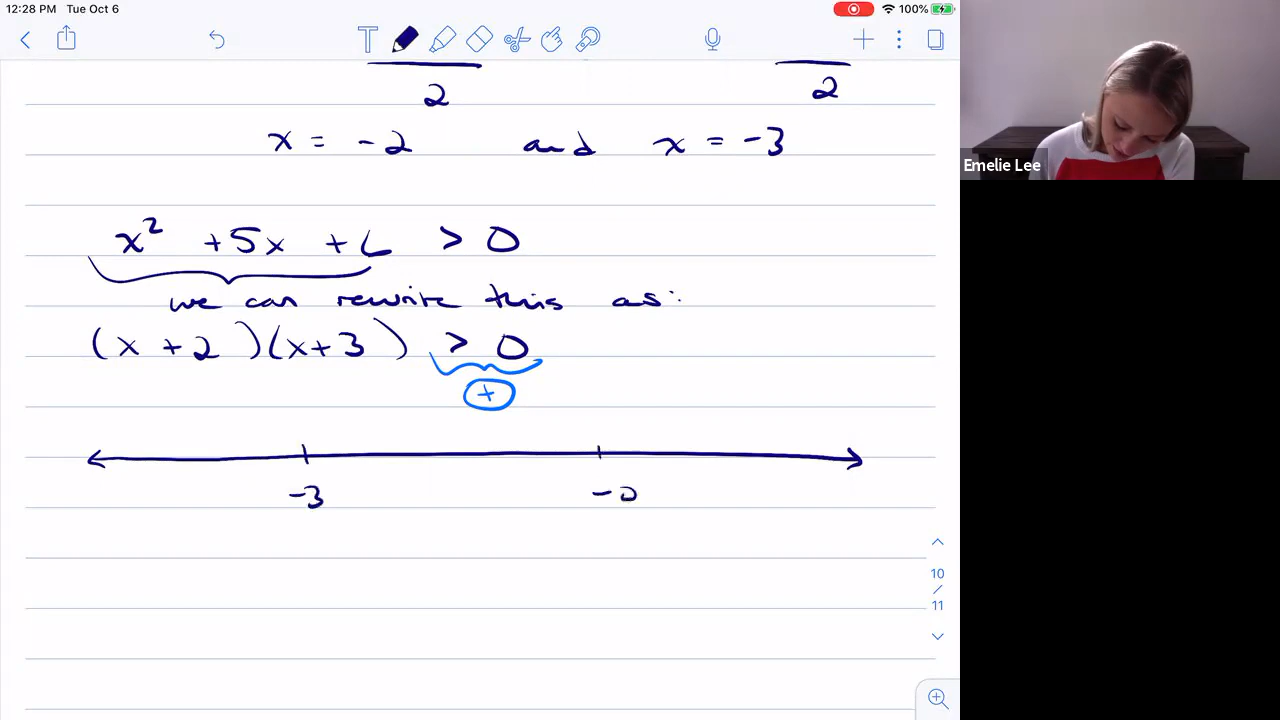 12:28 PM Tue Oct 6
100%
2 2
x = -2 and x = -3
x² +5x +6 > 0
we can rewrite this as:
(x +2)(x+3) > 0
+
-3
10
/
11
Emelie Lee